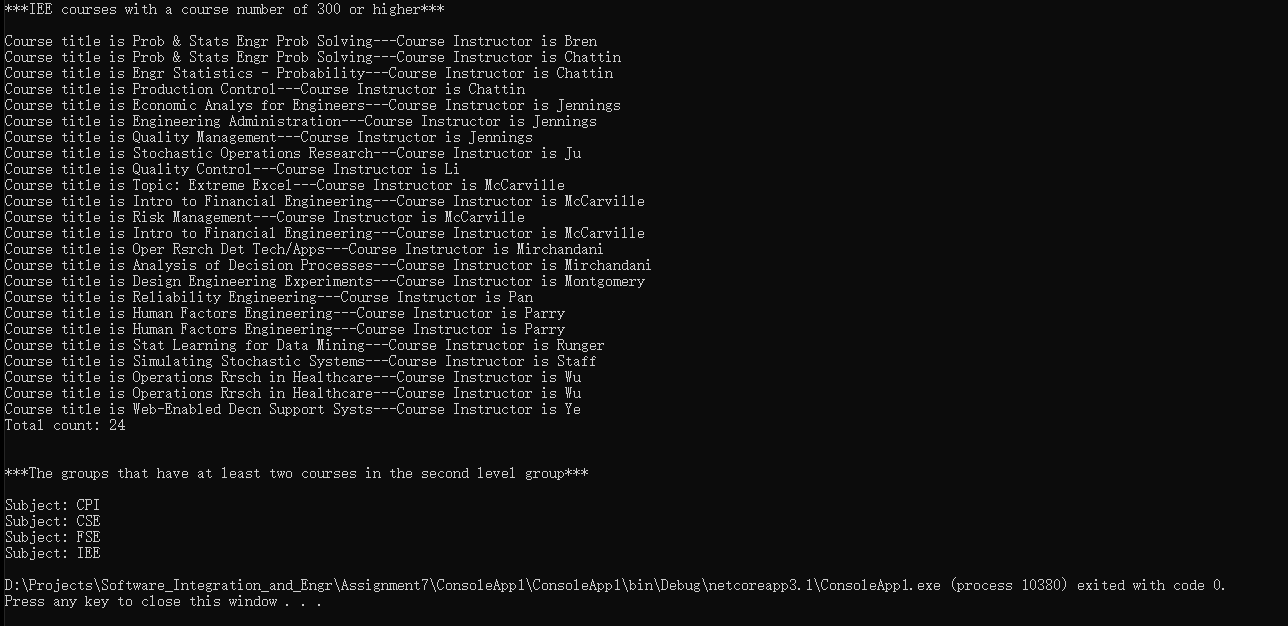 ***IEE courses with a course number of 300 or higher***
Course title is Prob & Stats Engr Prob Solving---Course Instructor is Bren
Course title is Prob & Stats Engr Prob Solving---Course Instructor is Chattin
Course title is Engr Statistics - Probability---Course Instructor is Chattin
Course title is Production Control---Course Instructor is Chattin
Course title is Economic Analys for Engineers---Course Instructor is Jennings
Course title is Engineering Administration---Course Instructor is Jennings
Course title is Quality Management---Course Instructor is Jennings
Course title is Stochastic Operations Research---Course Instructor is Ju
Course title is Quality Control---Course Instructor is Li
Course title is Topic: Extreme Excel---Course Instructor is McCarville
Course title is Intro to Financial Engineering---Course Instructor is McCarville
Course title is Risk Management---Course Instructor is McCarville
Course title is Intro to Financial Engineering---Course Instructor is McCarville
Course title is Oper Rsrch Det Tech/Apps---Course Instructor is Mirchandani
Course title is Analysis of Decision Processes---Course Instructor is Mirchandani
Course title is Design Engineering Experiments---Course Instructor is Montgomery
Course title is Reliability Engineering---Course Instructor is Pan
Course title is Human Factors Engineering---Course Instructor is Parry
Course title is Human Factors Engineering---Course Instructor is Parry
Course title is Stat Learning for Data Mining---Course Instructor is Runger
Course title is Simulating Stochastic Systems---Course Instructor is Staff
Course title is Operations Rrsch in Healthcare---Course Instructor is Wu
Course title is Operations Rrsch in Healthcare---Course Instructor is Wu
Course title is Web-Enabled Decn Support Systs---Course Instructor is Ye
Total count: 24
***The groups that have at least two courses in the second level group***
Subject: CPI
Subject: CSE
Subject: FSE
Subject: IEE
D:\Projects\Software_Integration_and_Engr\Assignment7\ConsoleApp1\ConsoleApp1\bin\Debug\netcoreapp3.1\ConsoleApp1.exe (process 10380) exited with code 0.
Press any key to close this window . . .